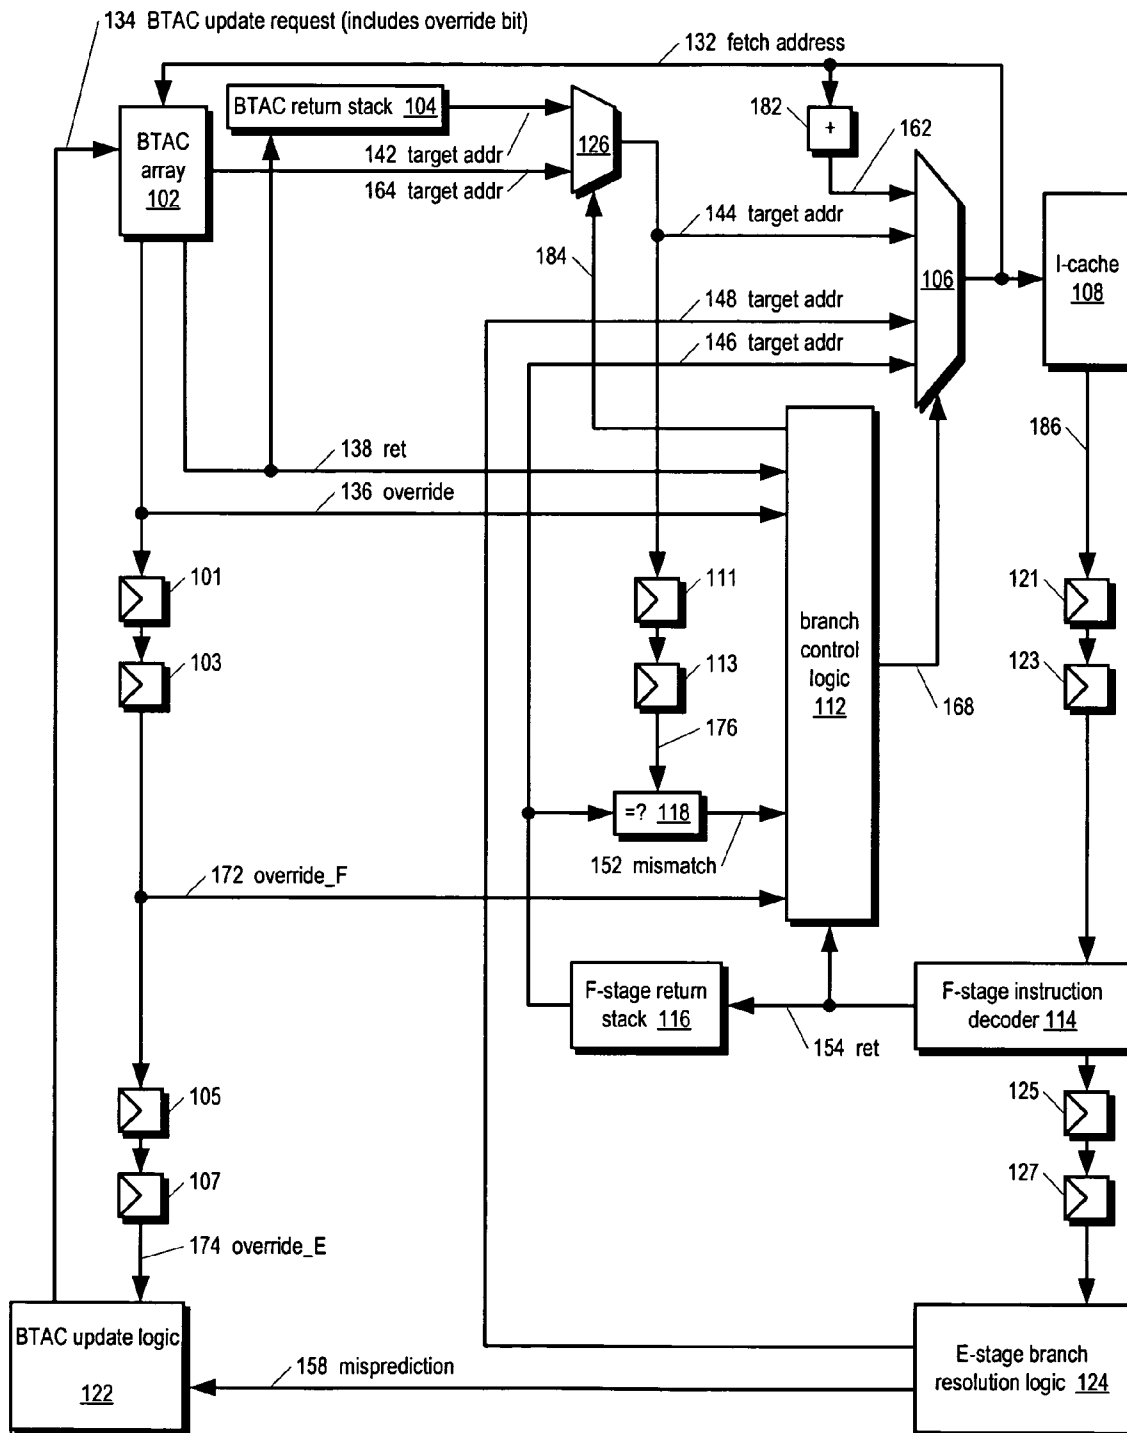 134 BTAC update request (includes override bit)
132 fetch address
BTAC return stack 104
182
+
162
BTAC
array
102
126
142 target addr
164 target addr
144 target addr
184
106
I-cache
108
148 target addr
146 target addr
186
138 ret
136 override
101
111
121
branch
control
logic
112
103
113
123
168
176
=? 118
152 mismatch
172 override_F
F-stage return
stack 116
F-stage instruction
decoder 114
154 ret
105
125
107
127
174 override_E
BTAC update logic
122
158 misprediction
E-stage branch
resolution logic 124